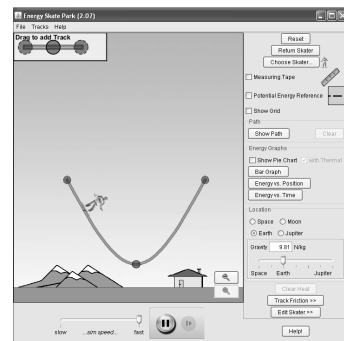 Energy Skate Park (2.07)
File Tracks Help
Drag to add Track
Reset
Return Skater
Choose Skater...
Measuring Tape
Potential Energy Reference
Show Grid
Path
Show Path Clear
Energy Graphs
Show Pie Chart with Thermal
Bar Graph
Energy vs. Position
Energy vs. Time
Location
Space Moon
Earth Jupiter
Gravity 9.81 N/kg
Space Earth Jupiter
Clear Heat
Track Friction >>
Edit Skater >>
Help!
slow ...sim speed... fast